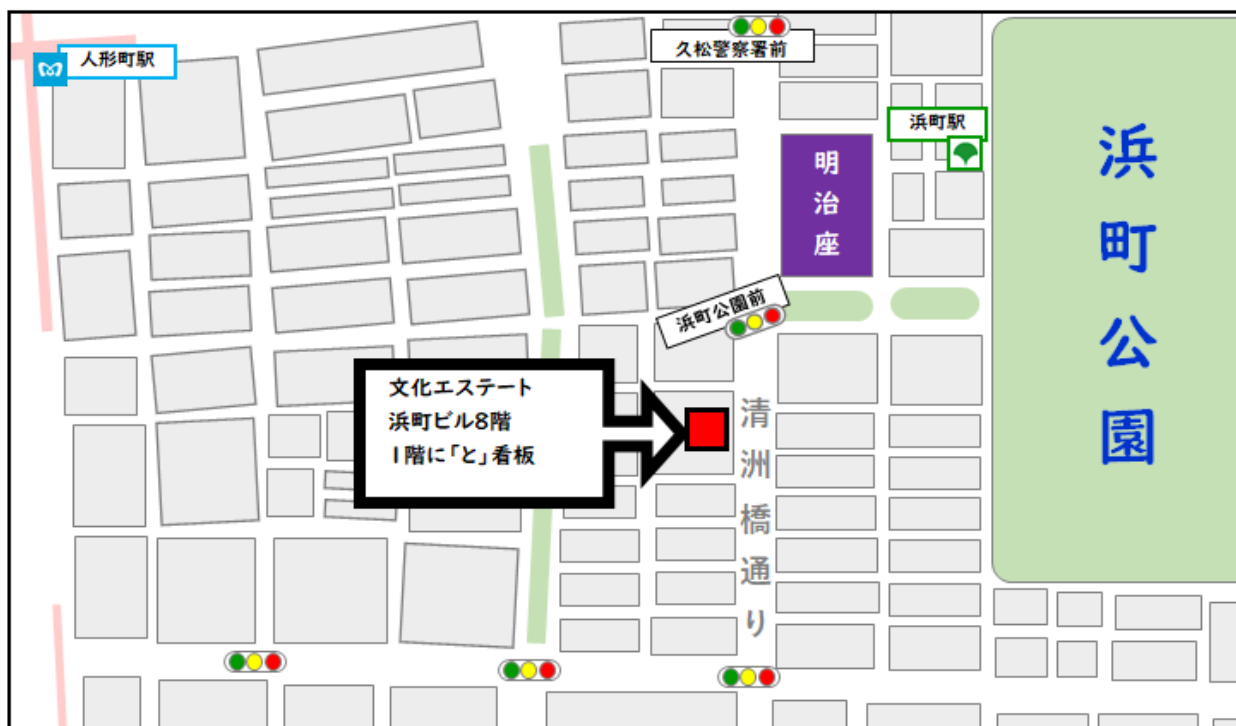 人形町駅
久松警察署前
浜町駅
明治座
浜町公園
浜町公園前
文化エステート
浜町ビル8階
1階に「と」看板
清洲橋通り